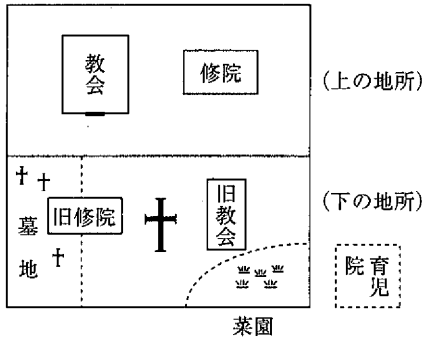 教会
修院
(上の地所)
旧修院
旧教会
(下の地所)
墓地
育児院
菜園